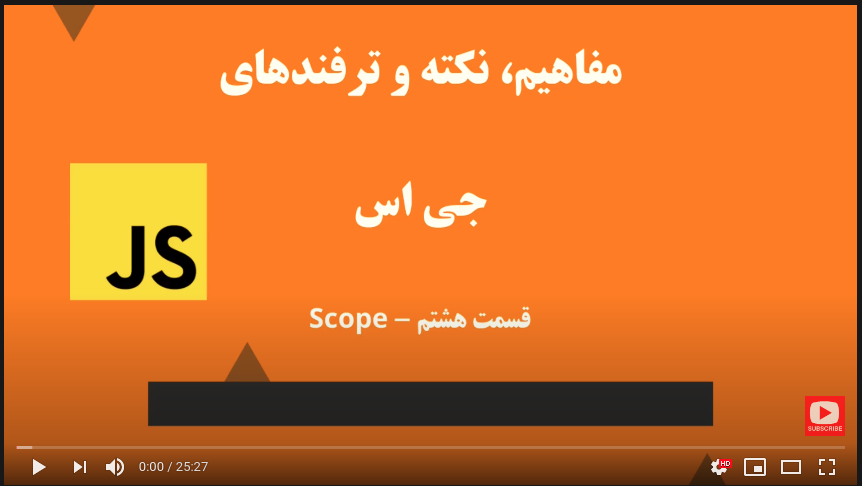 مفاهیم، نکته و ترفندهای
جی اس
JS
قسمت هشتم – Scope
SUBSCRIBE
0:00 / 25:27
HD